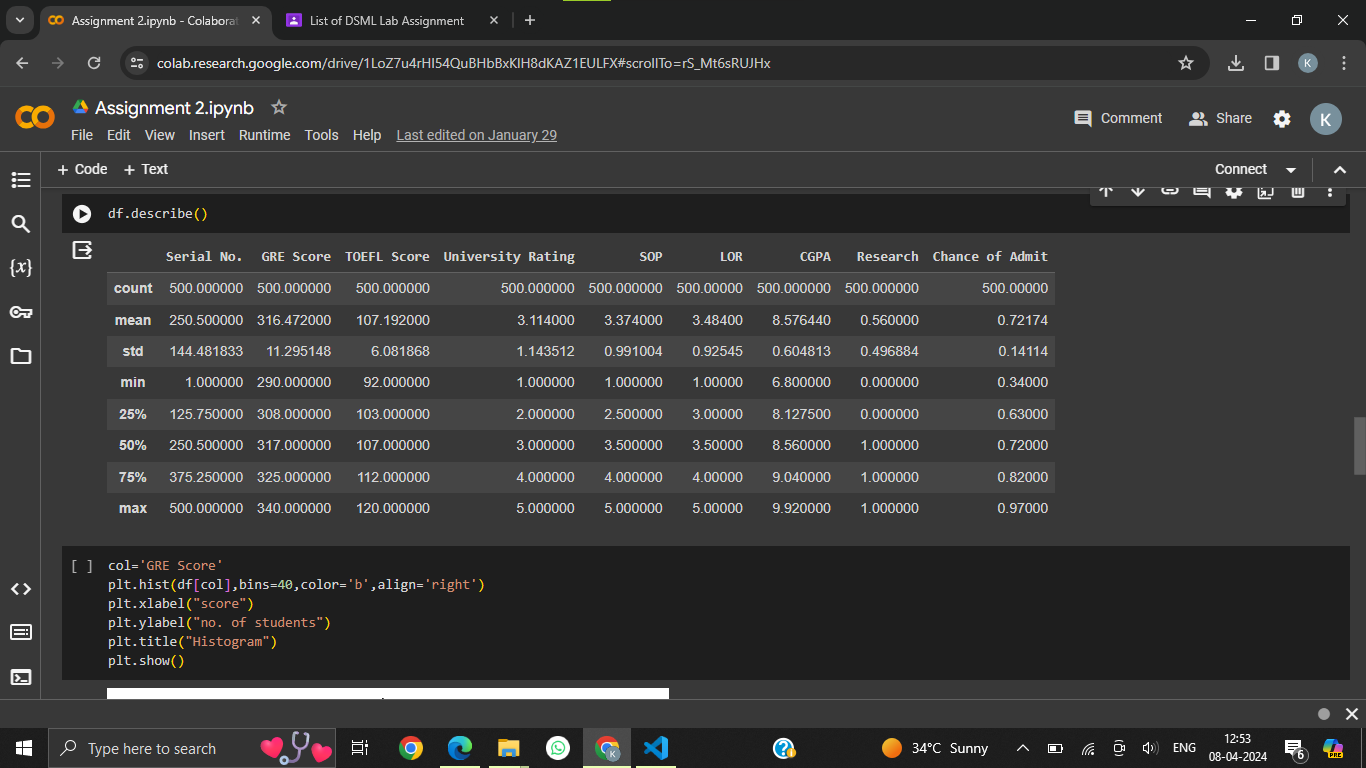 Assignment 2.ipynb - Colaborat
List of DSML Lab Assignment
colab.research.google.com/drive/1LoZ7u4rHI54QuBHbBxKlH8dKAZ1EULFX#scrollTo=rS_Mt6sRUJHx
K
Assignment 2.ipynb
File Edit View Insert Runtime Tools Help Last edited on January 29
Comment Share K
+ Code + Text
Connect
df.describe()
Serial No. GRE Score TOEFL Score University Rating SOP LOR CGPA Research Chance of Admit
count 500.000000 500.000000 500.000000 500.000000 500.000000 500.00000 500.000000 500.000000 500.00000
mean 250.500000 316.472000 107.192000 3.114000 3.374000 3.48400 8.576440 0.560000 0.72174
std 144.481833 11.295148 6.081868 1.143512 0.991004 0.92545 0.604813 0.496884 0.14114
min 1.000000 290.000000 92.000000 1.000000 1.000000 1.00000 6.800000 0.000000 0.34000
25% 125.750000 308.000000 103.000000 2.000000 2.500000 3.00000 8.127500 0.000000 0.63000
50% 250.500000 317.000000 107.000000 3.000000 3.500000 3.50000 8.560000 1.000000 0.72000
75% 375.250000 325.000000 112.000000 4.000000 4.000000 4.00000 9.040000 1.000000 0.82000
max 500.000000 340.000000 120.000000 5.000000 5.000000 5.00000 9.920000 1.000000 0.97000
[ ] col='GRE Score'
plt.hist(df[col],bins=40,color='b',align='right')
plt.xlabel("score")
plt.ylabel("no. of students")
plt.title("Histogram")
plt.show()
Type here to search
K
34°C Sunny
ENG
12:53
08-04-2024
6
PRE